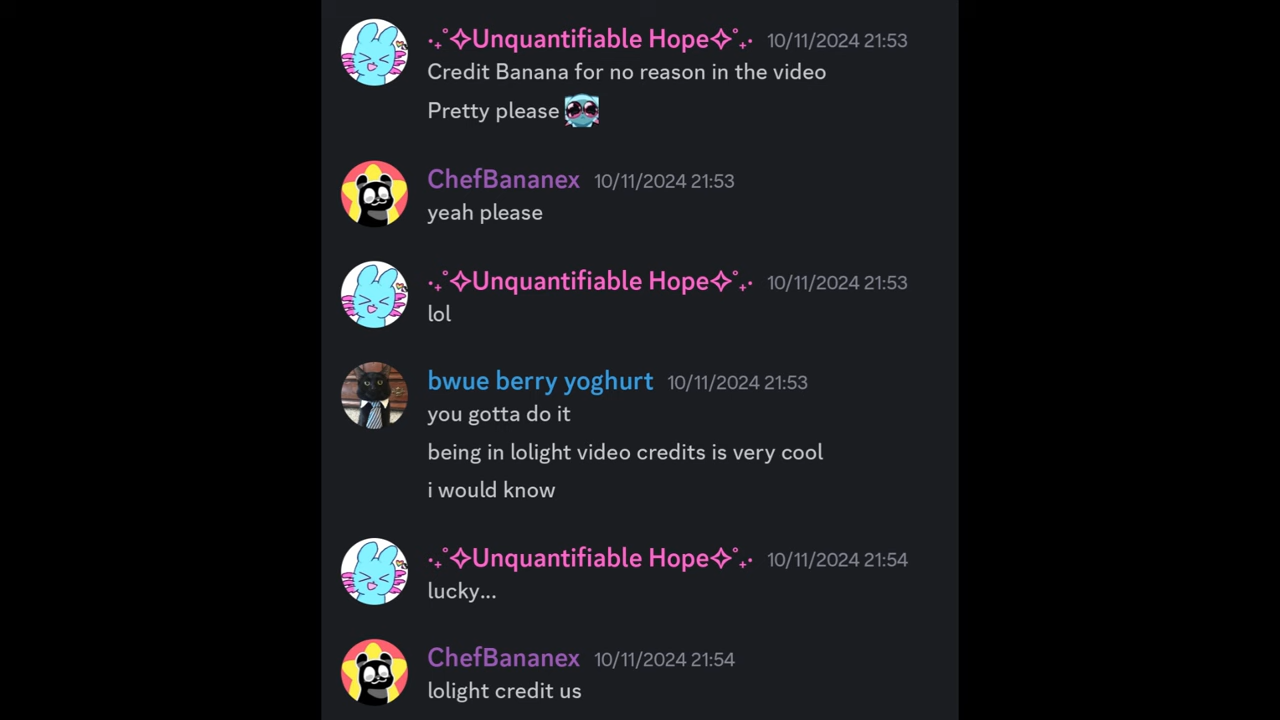 ·₊˚✧Unquantifiable Hope✧˚₊· 10/11/2024 21:53
Credit Banana for no reason in the video
Pretty please
ChefBananex 10/11/2024 21:53
yeah please
·₊˚✧Unquantifiable Hope✧˚₊· 10/11/2024 21:53
lol
bwue berry yoghurt 10/11/2024 21:53
you gotta do it
being in lolight video credits is very cool
i would know
·₊˚✧Unquantifiable Hope✧˚₊· 10/11/2024 21:54
lucky...
ChefBananex 10/11/2024 21:54
lolight credit us